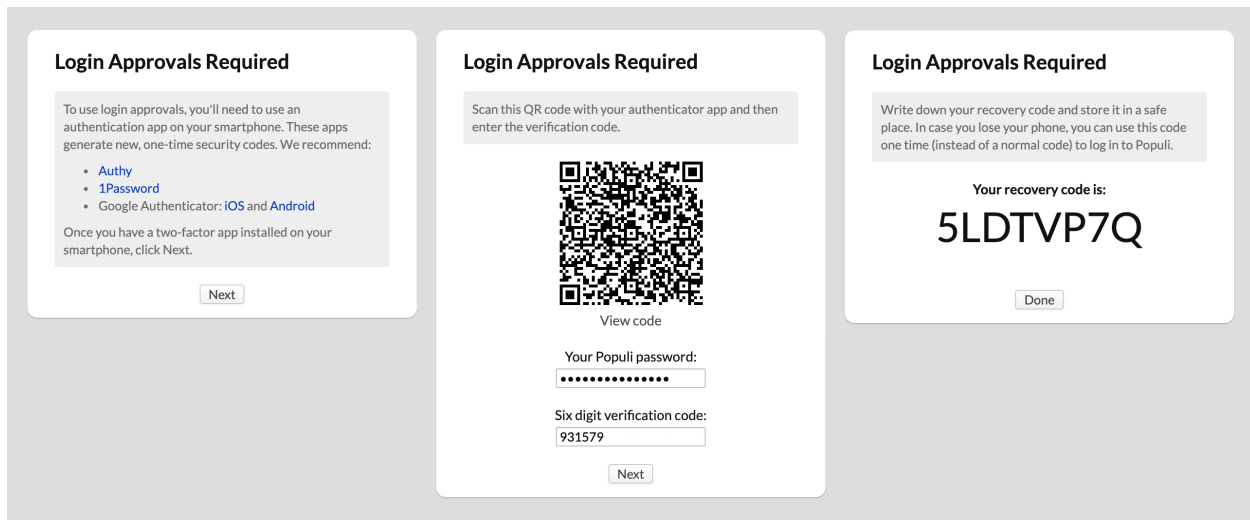 Login Approvals Required
To use login approvals, you'll need to use an
authentication app on your smartphone. These apps
generate new, one-time security codes. We recommend:
• Authy
• 1Password
• Google Authenticator: iOS and Android
Once you have a two-factor app installed on your
smartphone, click Next.
Next
Login Approvals Required
Scan this QR code with your authenticator app and then
enter the verification code.
View code
Your Populi password:
•••••••••••••••
Six digit verification code:
931579
Next
Login Approvals Required
Write down your recovery code and store it in a safe
place. In case you lose your phone, you can use this code
one time (instead of a normal code) to log in to Populi.
Your recovery code is:
5LDTVP7Q
Done